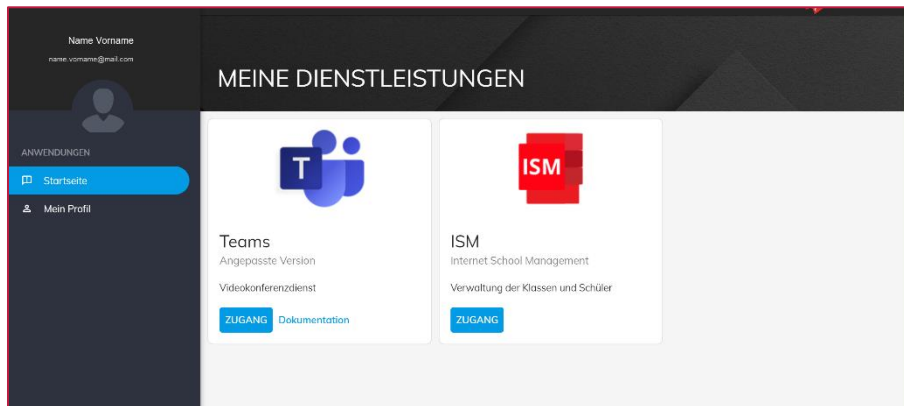 Name Vorname
name.vorname@mail.com
MEINE DIENSTLEISTUNGEN
ANWENDUNGEN
Startseite
Mein Profil
T
Teams
Angepasste Version
Videokonferenzdienst
ZUGANG Dokumentation
ISM
ISM
Internet School Management
Verwaltung der Klassen und Schüler
ZUGANG